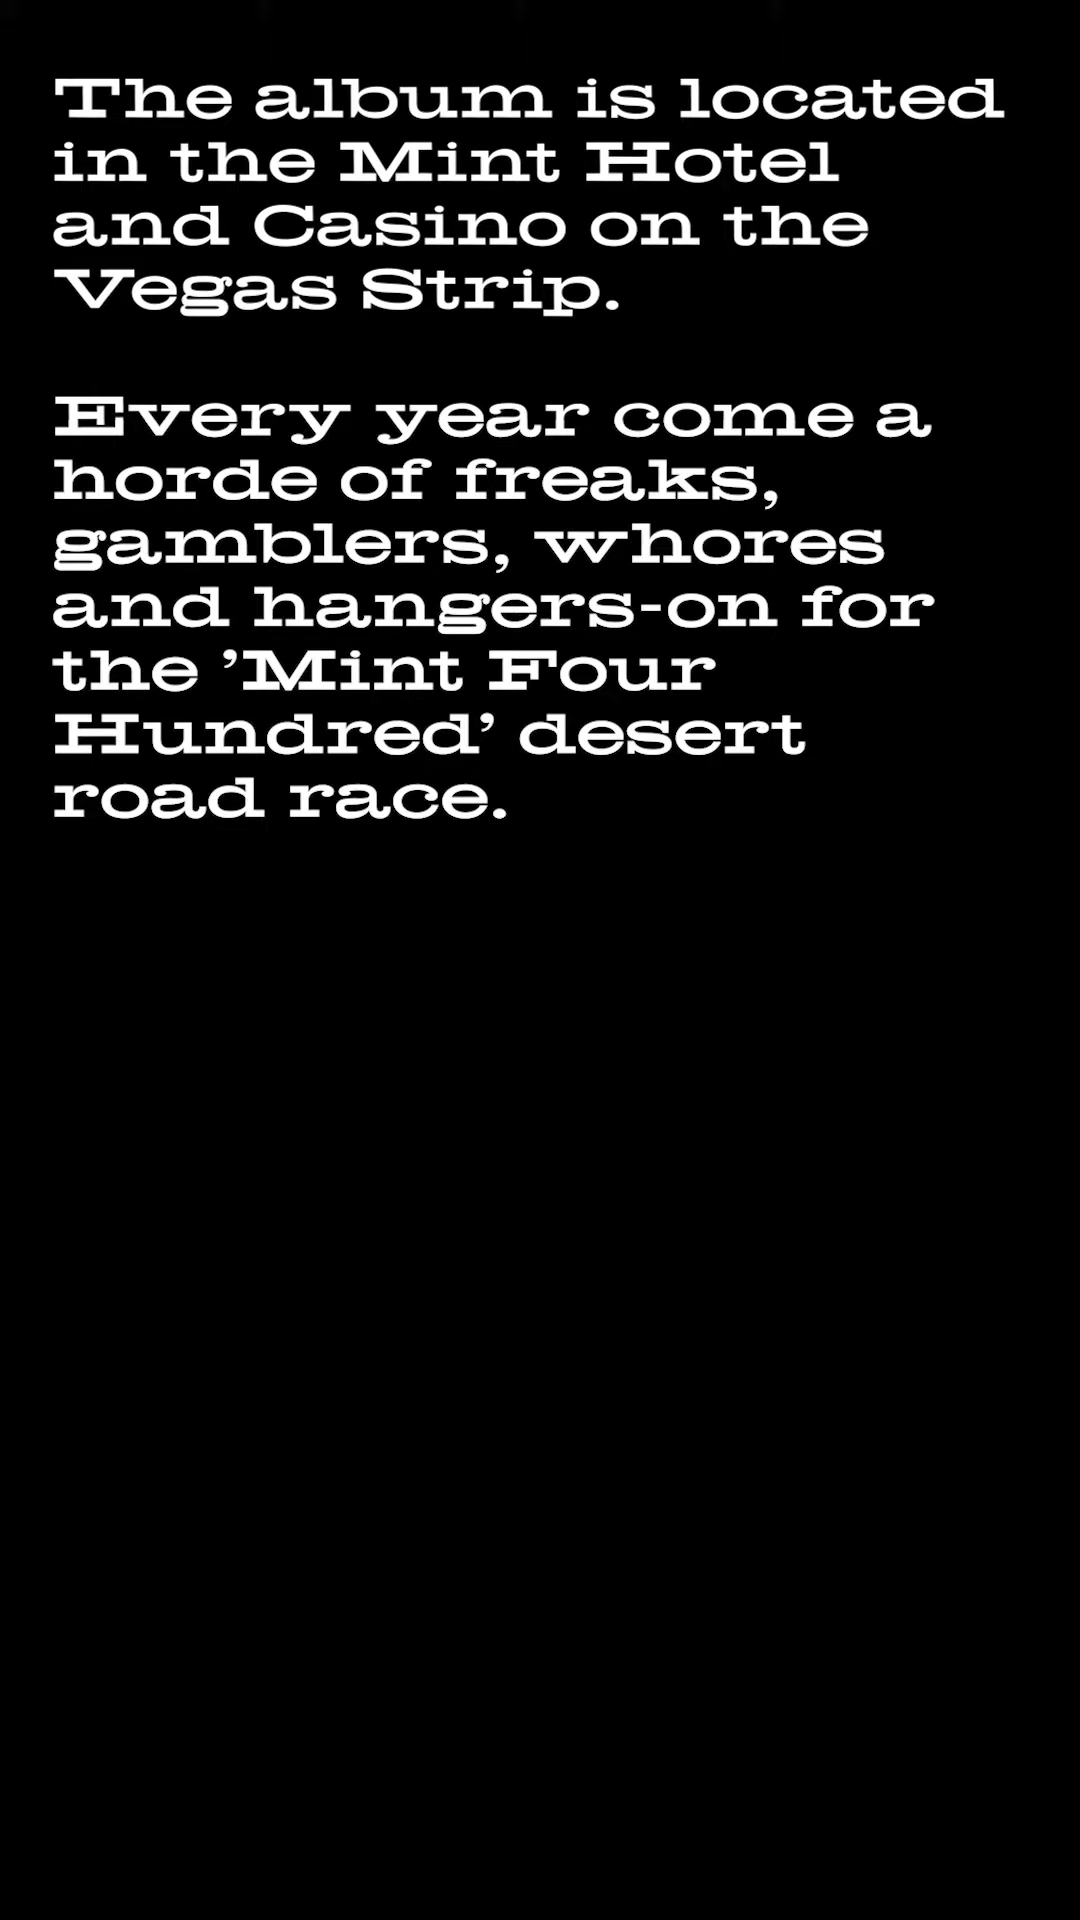 The album is located
in the Mint Hotel
and Casino on the
Vegas Strip.
Every year come a
horde of freaks,
gamblers, whores
and hangers-on for
the ’Mint Four
Hundred’ desert
road race.